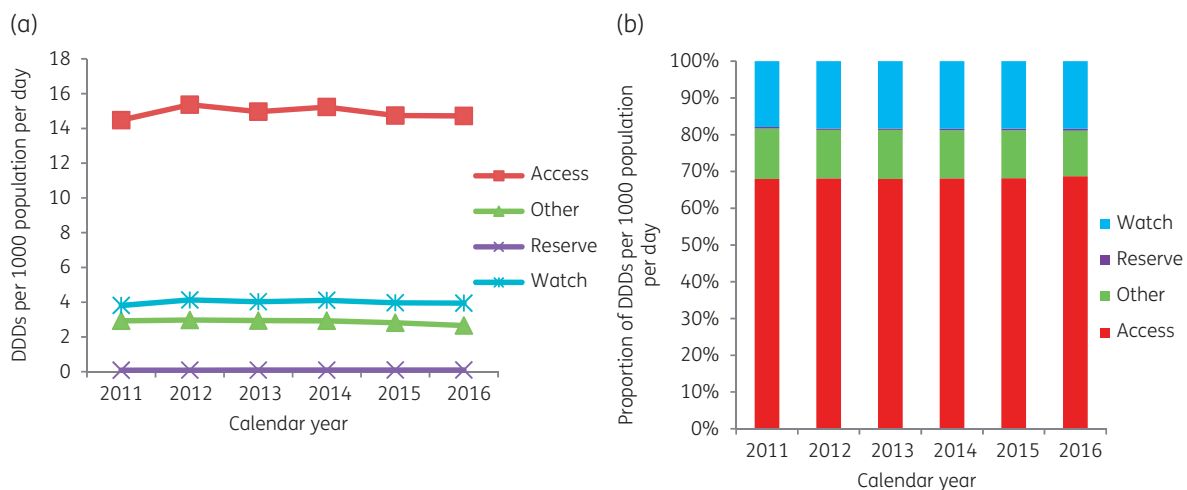 (a)
DDDs per 1000 population per day
18
16
14
12
10
8
6
4
2
0
2011 2012 2013 2014 2015 2016
Calendar year
Access
Other
Reserve
Watch
(b)
Proportion of DDDs per 1000 population
per day
100%
90%
80%
70%
60%
50%
40%
30%
20%
10%
0%
2011 2012 2013 2014 2015 2016
Calendar year
Watch
Reserve
Other
Access